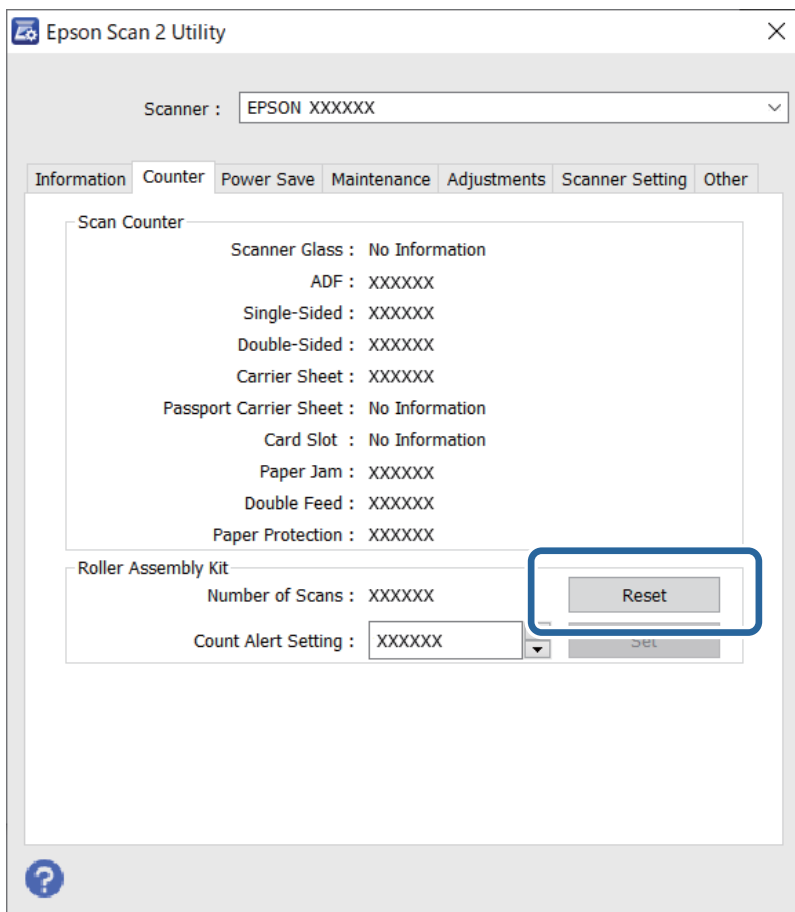 Epson Scan 2 Utility
Scanner : EPSON XXXXXX
Information Counter Power Save Maintenance Adjustments Scanner Setting Other
Scan Counter
Scanner Glass : No Information
ADF : XXXXXX
Single-Sided : XXXXXX
Double-Sided : XXXXXX
Carrier Sheet : XXXXXX
Passport Carrier Sheet : No Information
Card Slot : No Information
Paper Jam : XXXXXX
Double Feed : XXXXXX
Paper Protection : XXXXXX
Roller Assembly Kit
Number of Scans : XXXXXX Reset
Count Alert Setting : XXXXXX Set
?